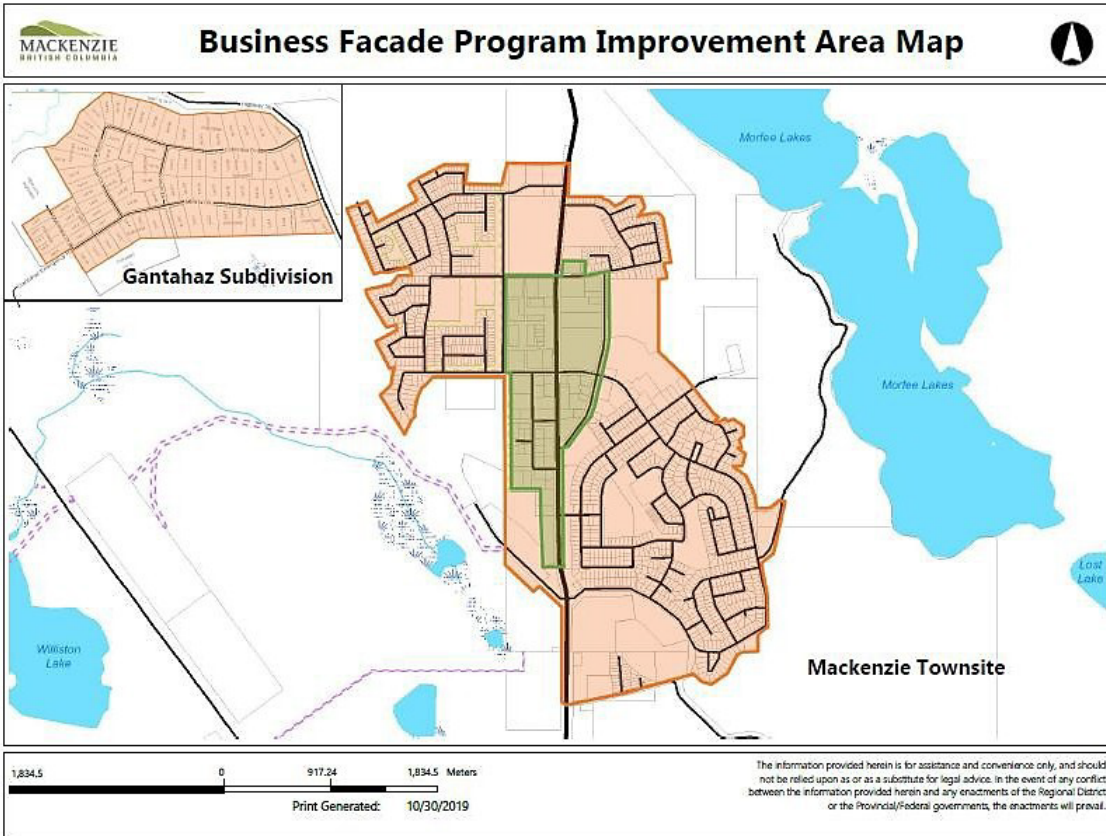 MACKENZIE
BRITISH COLUMBIA
Business Facade Program Improvement Area Map
Gantahaz Subdivision
Morfee Lakes
Morfee Lakes
Lost
Lake
Williston
Lake
Mackenzie Townsite
1,834.5 0 917.24 1,834.5 Meters
Print Generated: 10/30/2019
The information provided herein is for assistance and convenience only, and should
not be relied upon as or as a substitute for legal advice. In the event of any conflict
between the information provided herein and any enactments of the Regional District
or the Provincial/Federal governments, the enactments will prevail.